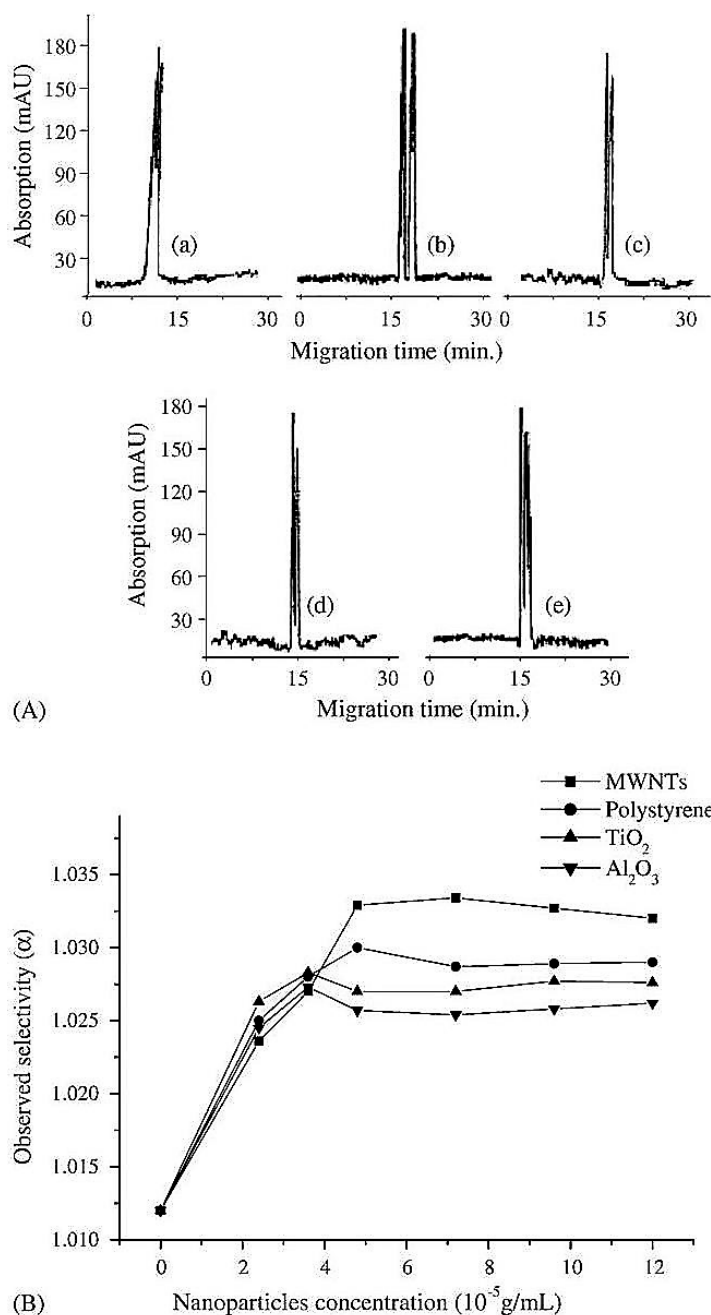 180
150
120
90
60
30
Absorption (mAU)
(a)
(b)
(c)
0 15 30 0 15 30 0 15 30
Migration time (min.)
180
150
120
90
60
30
Absorption (mAU)
(d)
(e)
0 15 30 0 15 30
(A)
Migration time (min.)
MWNTs
Polystyrene
TiO₂
Al₂O₃
1.035
1.030
1.025
1.020
1.015
1.010
Observed selectivity (α)
0 2 4 6 8 10 12
(B)
Nanoparticles concentration (10⁻⁵g/mL)